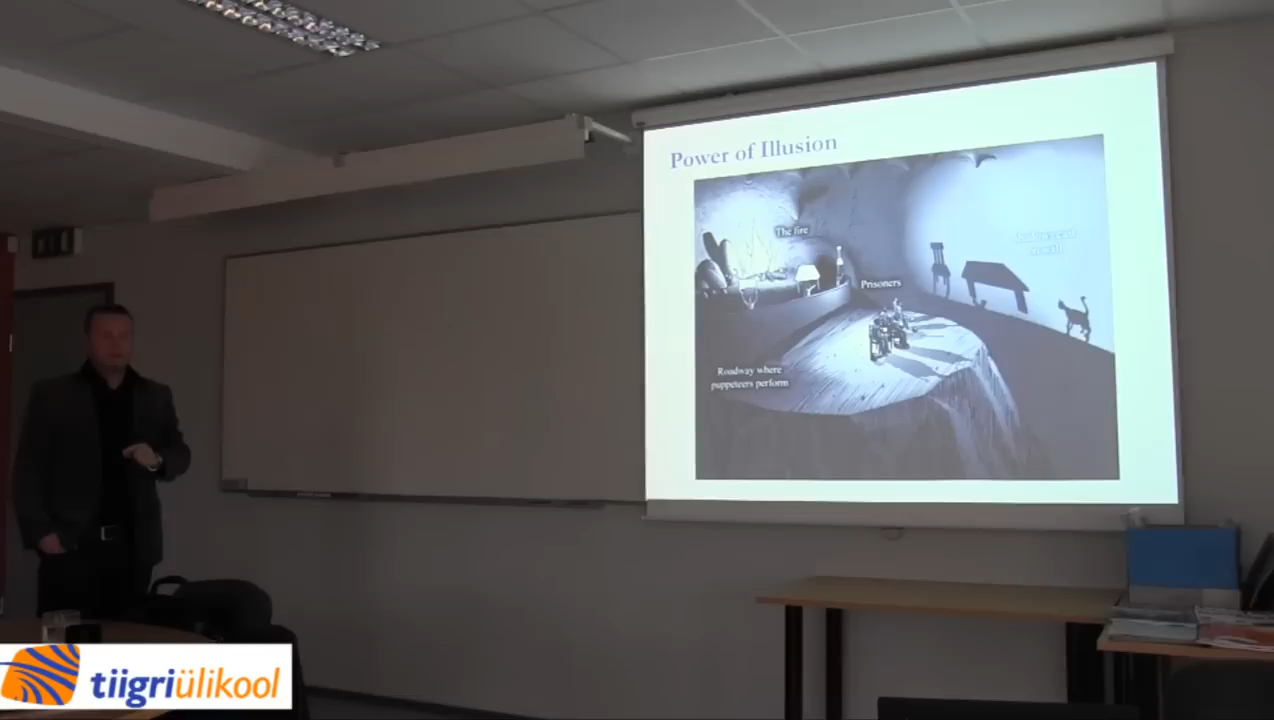 Power of Illusion
The fire
Prisoners
Roadway where
puppeteers perform
tiigriülikool